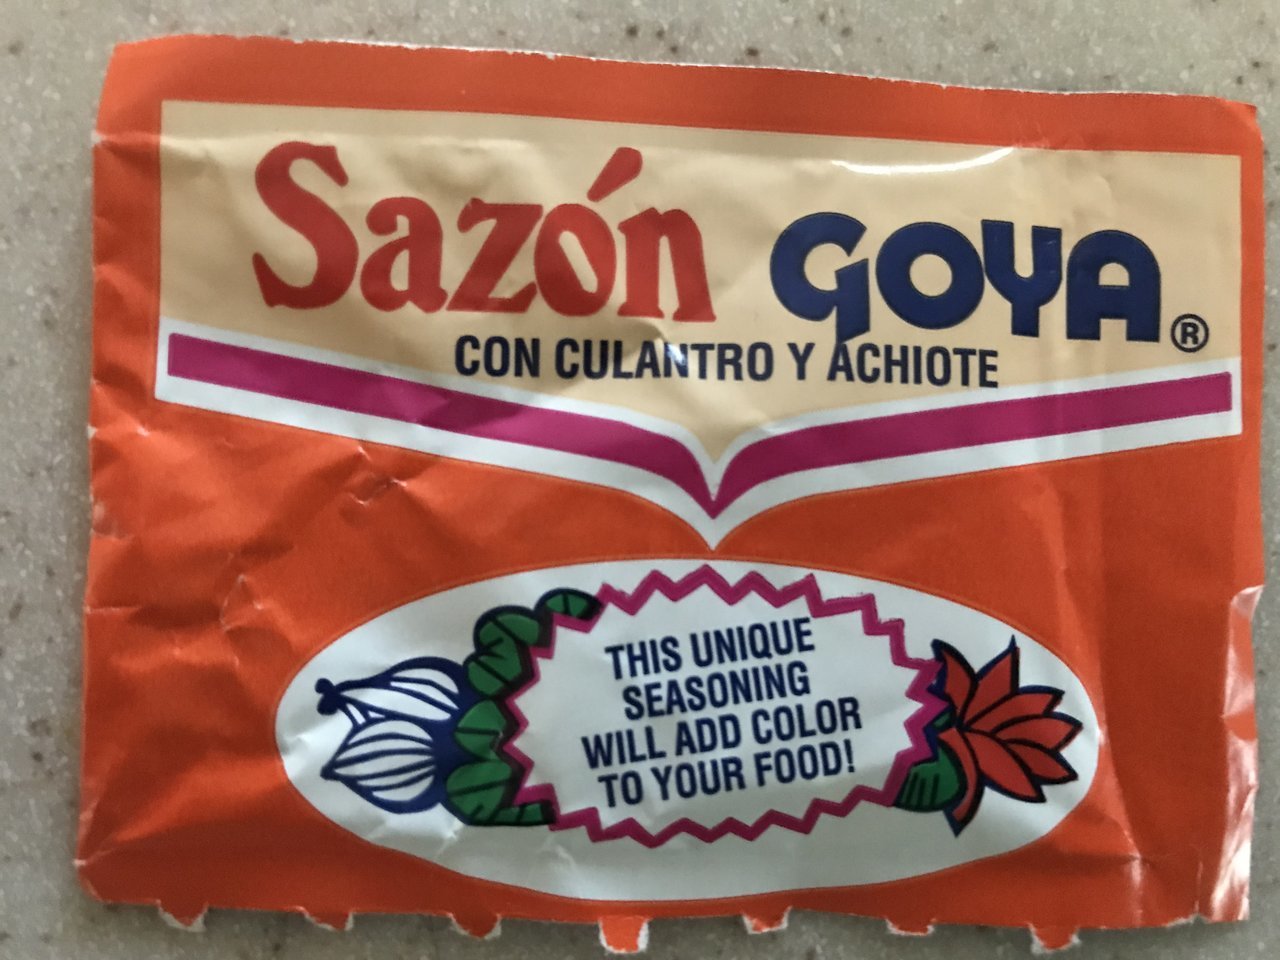 Sazón GOYA®
CON CULANTRO Y ACHIOTE
THIS UNIQUE
SEASONING
WILL ADD COLOR
TO YOUR FOOD!